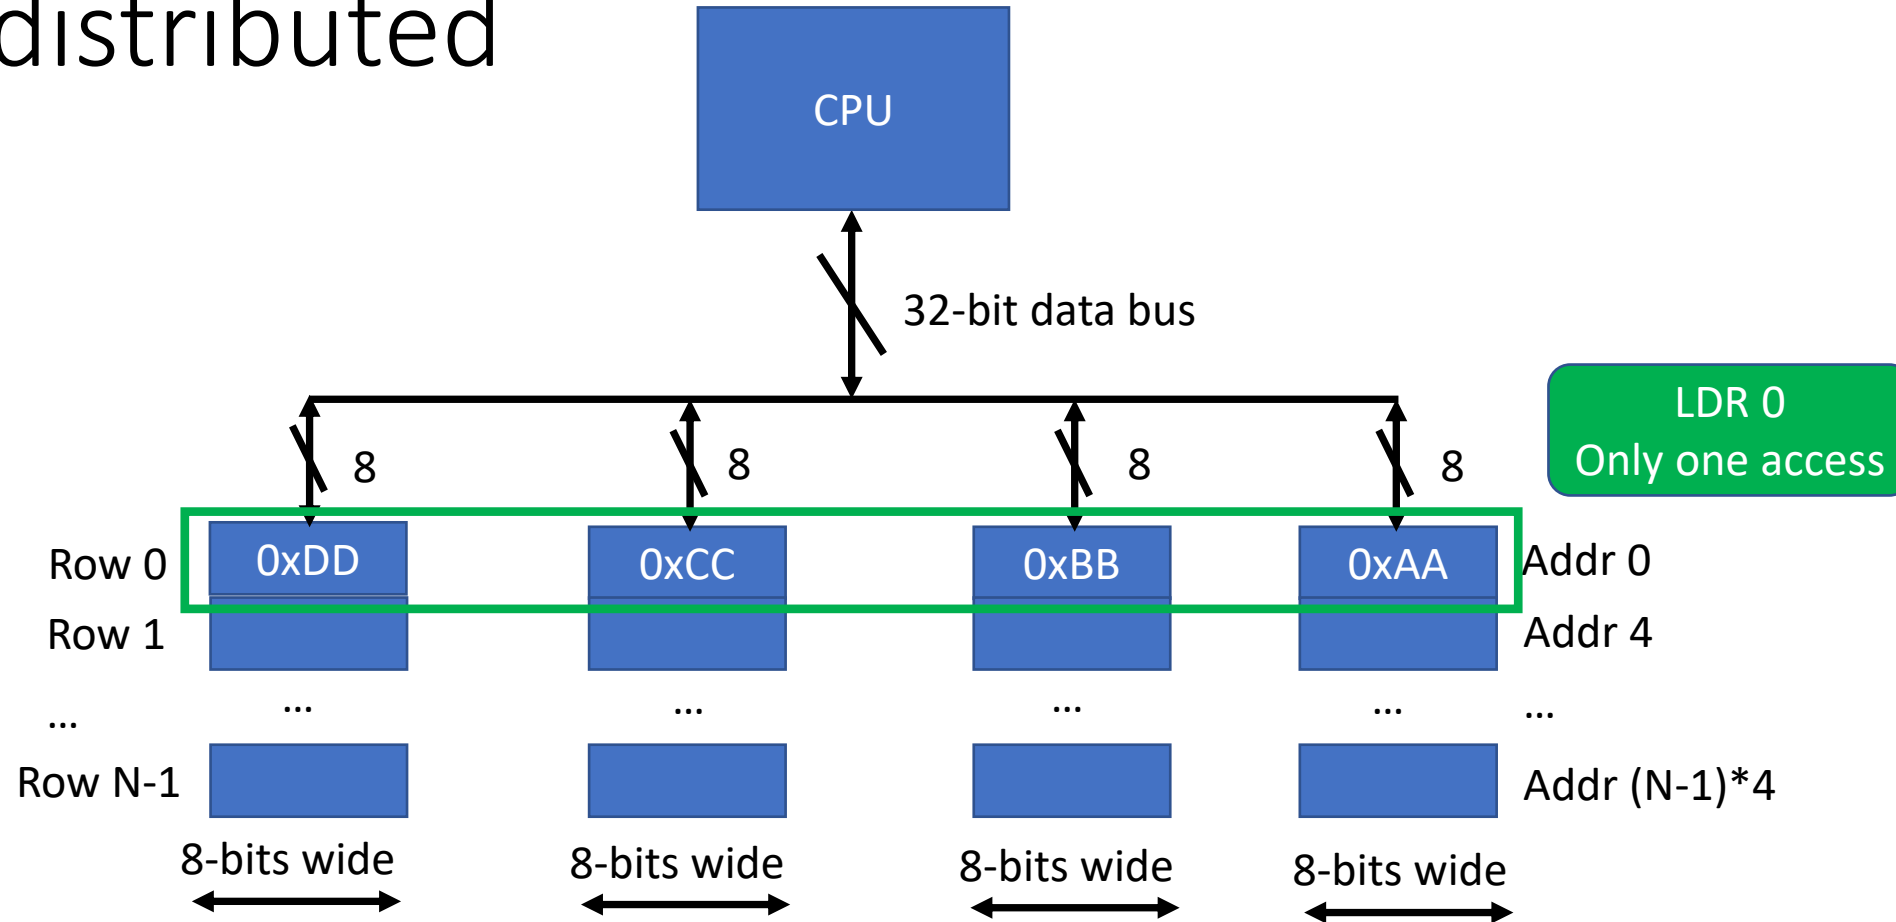 distributed
CPU
32-bit data bus
LDR 0
Only one access
8 8 8 8
Row 0 0xDD 0xCC 0xBB 0xAA Addr 0
Row 1 Addr 4
... ... ... ... ... ...
Row N-1 Addr (N-1)*4
8-bits wide 8-bits wide 8-bits wide 8-bits wide